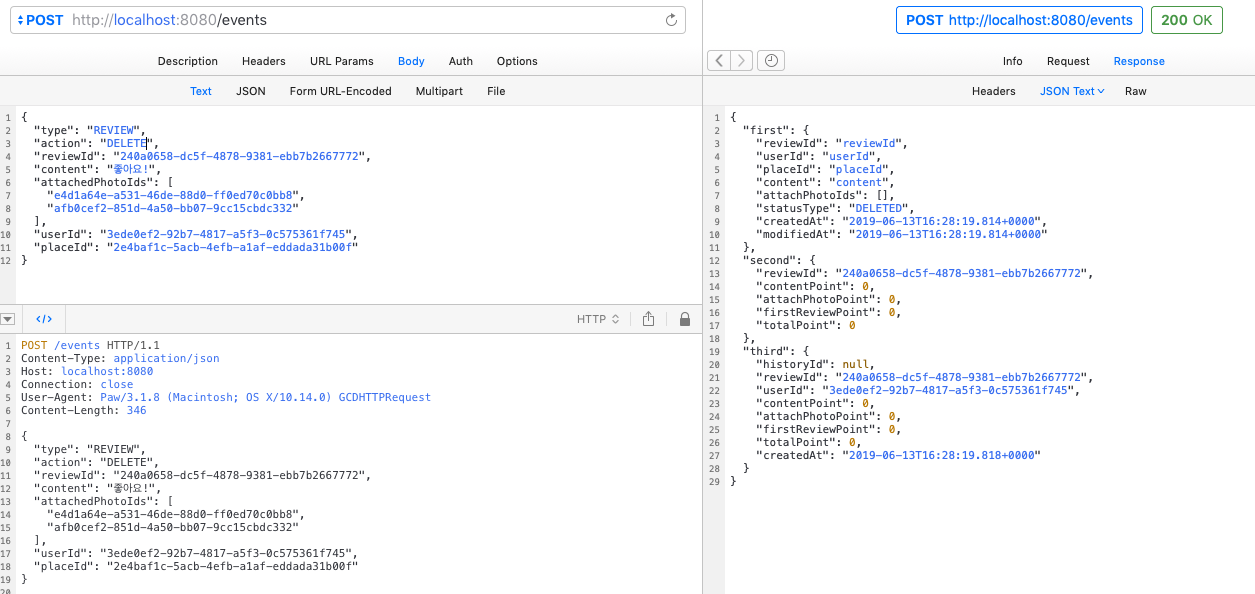 POST http://localhost:8080/events
Description Headers URL Params Body Auth Options
Text JSON Form URL-Encoded Multipart File
1 {
2 "type": "REVIEW",
3 "action": "DELETE",
4 "reviewId": "240a0658-dc5f-4878-9381-ebb7b2667772",
5 "content": "좋아요!",
6 "attachedPhotoIds": [
7 "e4d1a64e-a531-46de-88d0-ff0ed70c0bb8",
8 "afb0cef2-851d-4a50-bb07-9cc15cbdc332"
9 ],
10 "userId": "3ede0ef2-92b7-4817-a5f3-0c575361f745",
11 "placeId": "2e4baf1c-5acb-4efb-a1af-eddada31b00f"
12 }
</> HTTP
1 POST /events HTTP/1.1
2 Content-Type: application/json
3 Host: localhost:8080
4 Connection: close
5 User-Agent: Paw/3.1.8 (Macintosh; OS X/10.14.0) GCDHTTPRequest
6 Content-Length: 346
7
8 {
9 "type": "REVIEW",
10 "action": "DELETE",
11 "reviewId": "240a0658-dc5f-4878-9381-ebb7b2667772",
12 "content": "좋아요!",
13 "attachedPhotoIds": [
14 "e4d1a64e-a531-46de-88d0-ff0ed70c0bb8",
15 "afb0cef2-851d-4a50-bb07-9cc15cbdc332"
16 ],
17 "userId": "3ede0ef2-92b7-4817-a5f3-0c575361f745",
18 "placeId": "2e4baf1c-5acb-4efb-a1af-eddada31b00f"
19 }
20
POST http://localhost:8080/events 200 OK
Info Request Response
Headers JSON Text Raw
1 {
2 "first": {
3 "reviewId": "reviewId",
4 "userId": "userId",
5 "placeId": "placeId",
6 "content": "content",
7 "attachPhotoIds": [],
8 "statusType": "DELETED",
9 "createdAt": "2019-06-13T16:28:19.814+0000",
10 "modifiedAt": "2019-06-13T16:28:19.814+0000"
11 },
12 "second": {
13 "reviewId": "240a0658-dc5f-4878-9381-ebb7b2667772",
14 "contentPoint": 0,
15 "attachPhotoPoint": 0,
16 "firstReviewPoint": 0,
17 "totalPoint": 0
18 },
19 "third": {
20 "historyId": null,
21 "reviewId": "240a0658-dc5f-4878-9381-ebb7b2667772",
22 "userId": "3ede0ef2-92b7-4817-a5f3-0c575361f745",
23 "contentPoint": 0,
24 "attachPhotoPoint": 0,
25 "firstReviewPoint": 0,
26 "totalPoint": 0,
27 "createdAt": "2019-06-13T16:28:19.818+0000"
28 }
29 }